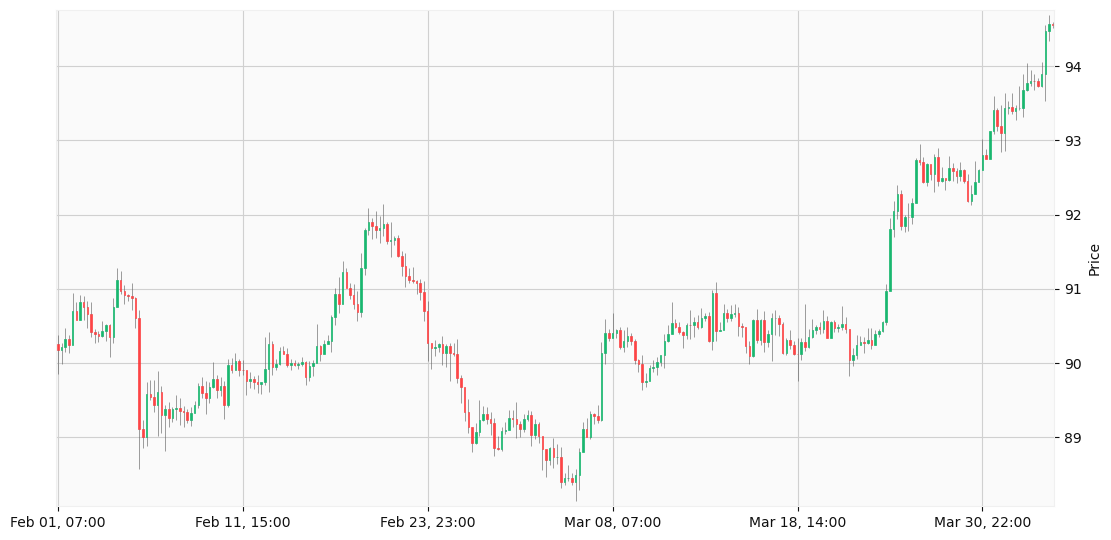 94
93
92
91
90
89
Price
Feb 01, 07:00
Feb 11, 15:00
Feb 23, 23:00
Mar 08, 07:00
Mar 18, 14:00
Mar 30, 22:00